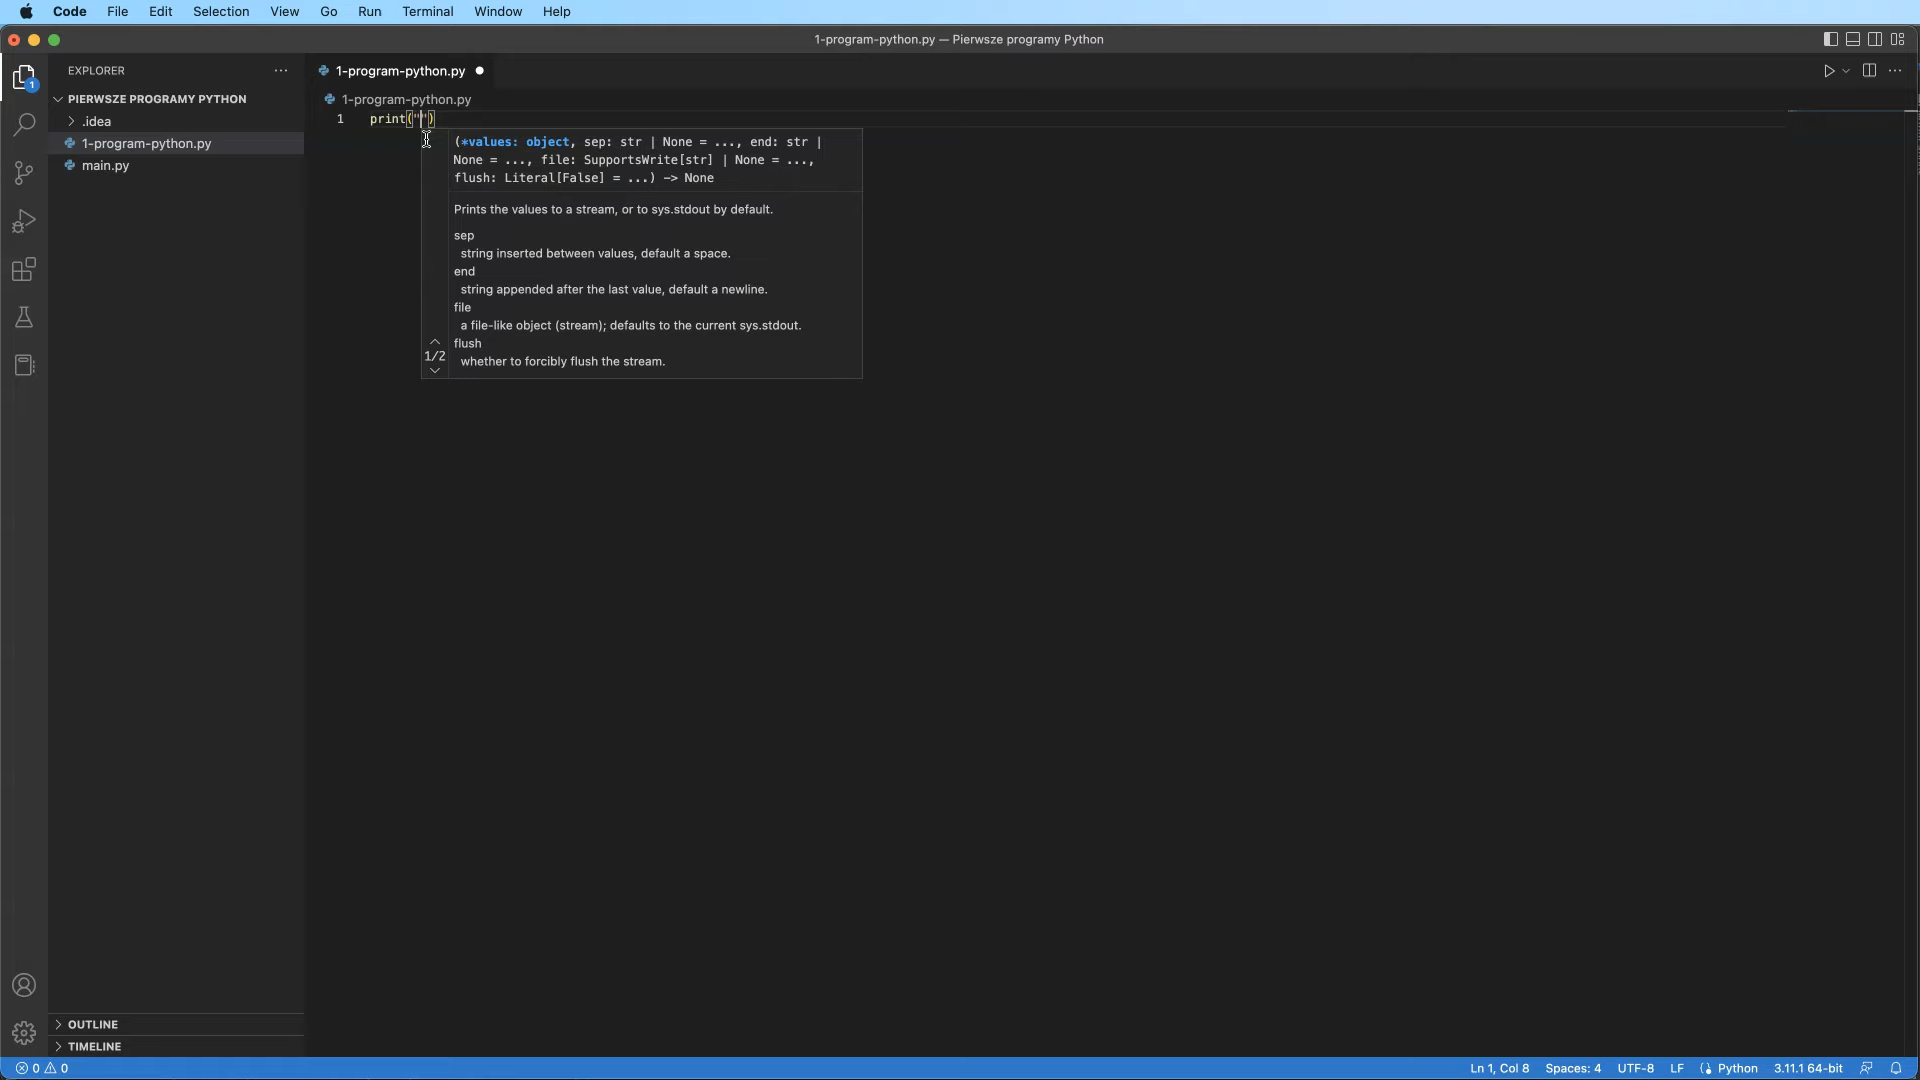 Code File Edit Selection View Go Run Terminal Window Help
1-program-python.py — Pierwsze programy Python
EXPLORER
1
PIERWSZE PROGRAMY PYTHON
.idea
1-program-python.py
main.py
OUTLINE
TIMELINE
1-program-python.py
1-program-python.py
1 print("")
(*values: object, sep: str | None = ..., end: str |
None = ..., file: SupportsWrite[str] | None = ...,
flush: Literal[False] = ...) -> None
Prints the values to a stream, or to sys.stdout by default.
sep
string inserted between values, default a space.
end
string appended after the last value, default a newline.
file
a file-like object (stream); defaults to the current sys.stdout.
flush
whether to forcibly flush the stream.
1/2
0 0
Ln 1, Col 8 Spaces: 4 UTF-8 LF Python 3.11.1 64-bit